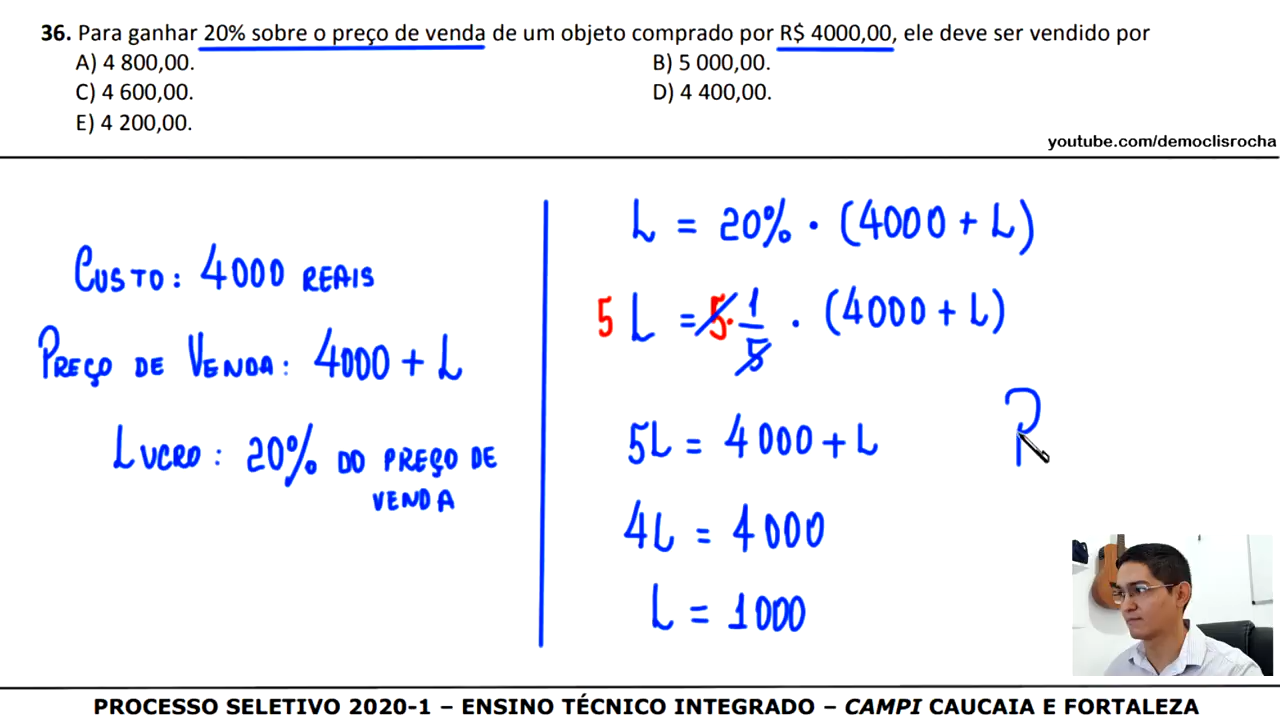 36. Para ganhar 20% sobre o preço de venda de um objeto comprado por R$ 4000,00, ele deve ser vendido por
A) 4 800,00. B) 5 000,00.
C) 4 600,00. D) 4 400,00.
E) 4 200,00.
youtube.com/democlisrocha
CUSTO: 4000 REAIS
PREÇO DE VENDA: 4000 + L
LUCRO: 20% DO PREÇO DE
VENDA
L = 20% · (4000 + L)
5 L = 5 · 1/5 · (4000 + L)
5L = 4000 + L
4L = 4000
L = 1000
P
PROCESSO SELETIVO 2020-1 – ENSINO TÉCNICO INTEGRADO – CAMPI CAUCAIA E FORTALEZA